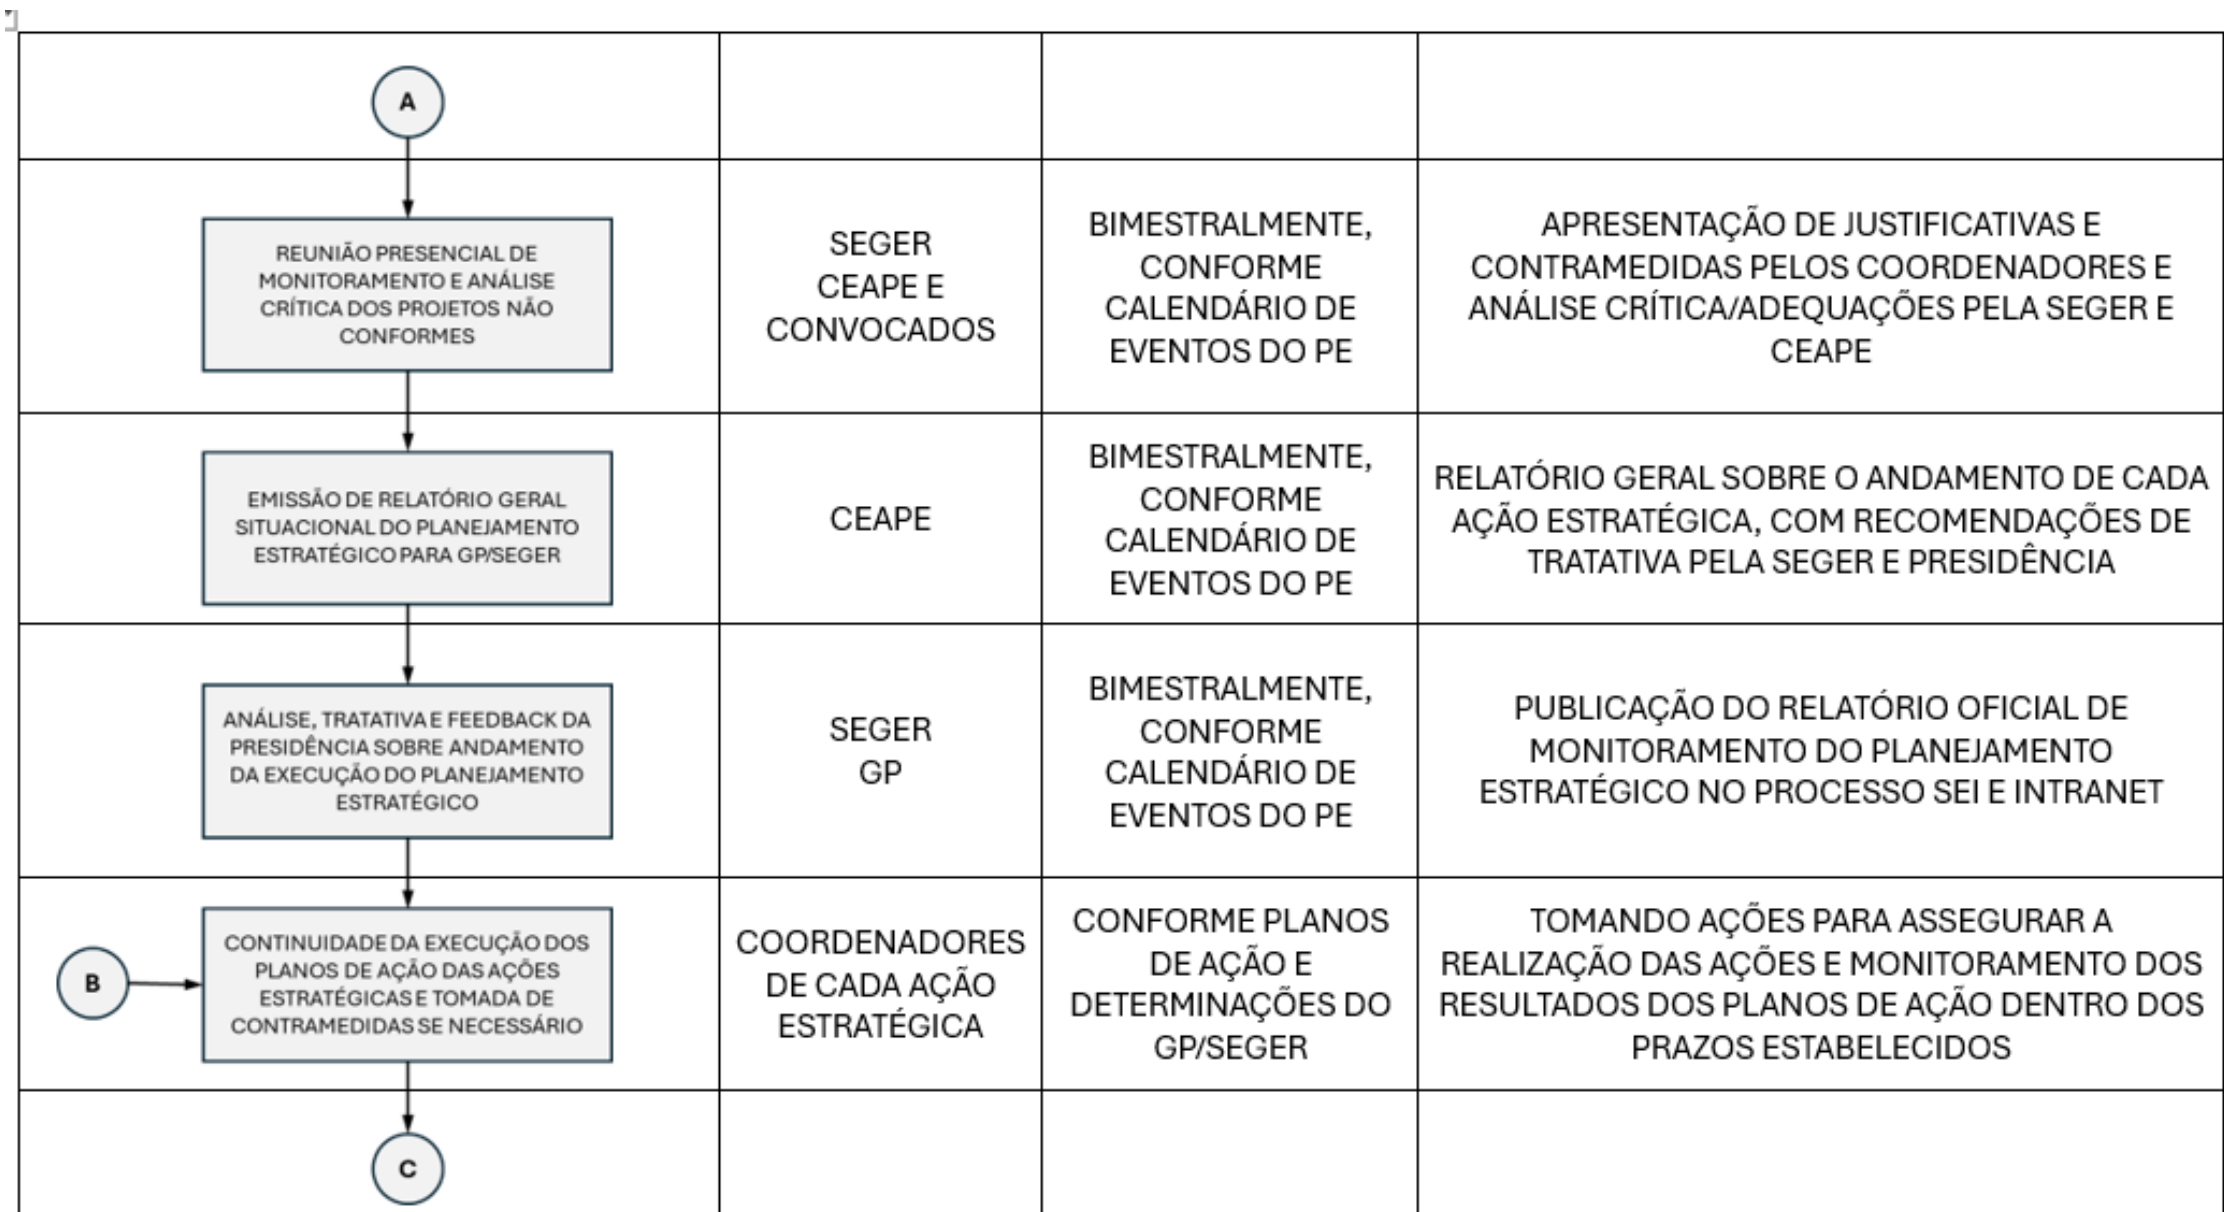 A
REUNIÃO PRESENCIAL DE
MONITORAMENTO E ANÁLISE
CRÍTICA DOS PROJETOS NÃO
CONFORMES
SEGER
CEAPE E
CONVOCADOS
BIMESTRALMENTE,
CONFORME
CALENDÁRIO DE
EVENTOS DO PE
APRESENTAÇÃO DE JUSTIFICATIVAS E
CONTRAMEDIDAS PELOS COORDENADORES E
ANÁLISE CRÍTICA/ADEQUAÇÕES PELA SEGER E
CEAPE
EMISSÃO DE RELATÓRIO GERAL
SITUACIONAL DO PLANEJAMENTO
ESTRATÉGICO PARA GP/SEGER
CEAPE
BIMESTRALMENTE,
CONFORME
CALENDÁRIO DE
EVENTOS DO PE
RELATÓRIO GERAL SOBRE O ANDAMENTO DE CADA
AÇÃO ESTRATÉGICA, COM RECOMENDAÇÕES DE
TRATATIVA PELA SEGER E PRESIDÊNCIA
ANÁLISE, TRATATIVA E FEEDBACK DA
PRESIDÊNCIA SOBRE ANDAMENTO
DA EXECUÇÃO DO PLANEJAMENTO
ESTRATÉGICO
SEGER
GP
BIMESTRALMENTE,
CONFORME
CALENDÁRIO DE
EVENTOS DO PE
PUBLICAÇÃO DO RELATÓRIO OFICIAL DE
MONITORAMENTO DO PLANEJAMENTO
ESTRATÉGICO NO PROCESSO SEI E INTRANET
B
CONTINUIDADE DA EXECUÇÃO DOS
PLANOS DE AÇÃO DAS AÇÕES
ESTRATÉGICAS E TOMADA DE
CONTRAMEDIDAS SE NECESSÁRIO
COORDENADORES
DE CADA AÇÃO
ESTRATÉGICA
CONFORME PLANOS
DE AÇÃO E
DETERMINAÇÕES DO
GP/SEGER
TOMANDO AÇÕES PARA ASSEGURAR A
REALIZAÇÃO DAS AÇÕES E MONITORAMENTO DOS
RESULTADOS DOS PLANOS DE AÇÃO DENTRO DOS
PRAZOS ESTABELECIDOS
C